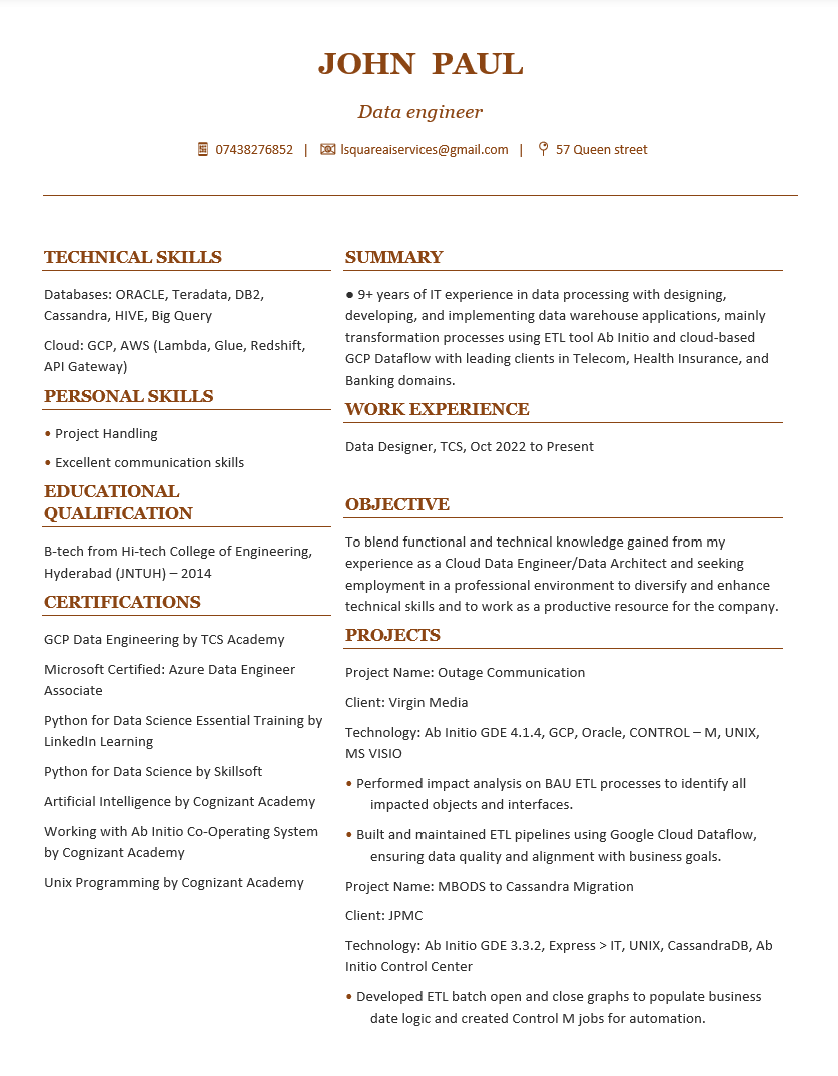 JOHN PAUL
Data engineer
07438276852 | lsquareaiservices@gmail.com | 57 Queen street
TECHNICAL SKILLS
Databases: ORACLE, Teradata, DB2,
Cassandra, HIVE, Big Query
Cloud: GCP, AWS (Lambda, Glue, Redshift,
API Gateway)
PERSONAL SKILLS
• Project Handling
• Excellent communication skills
EDUCATIONAL
QUALIFICATION
B-tech from Hi-tech College of Engineering,
Hyderabad (JNTUH) – 2014
CERTIFICATIONS
GCP Data Engineering by TCS Academy
Microsoft Certified: Azure Data Engineer
Associate
Python for Data Science Essential Training by
LinkedIn Learning
Python for Data Science by Skillsoft
Artificial Intelligence by Cognizant Academy
Working with Ab Initio Co-Operating System
by Cognizant Academy
Unix Programming by Cognizant Academy
SUMMARY
● 9+ years of IT experience in data processing with designing,
developing, and implementing data warehouse applications, mainly
transformation processes using ETL tool Ab Initio and cloud-based
GCP Dataflow with leading clients in Telecom, Health Insurance, and
Banking domains.
WORK EXPERIENCE
Data Designer, TCS, Oct 2022 to Present
OBJECTIVE
To blend functional and technical knowledge gained from my
experience as a Cloud Data Engineer/Data Architect and seeking
employment in a professional environment to diversify and enhance
technical skills and to work as a productive resource for the company.
PROJECTS
Project Name: Outage Communication
Client: Virgin Media
Technology: Ab Initio GDE 4.1.4, GCP, Oracle, CONTROL – M, UNIX,
MS VISIO
• Performed impact analysis on BAU ETL processes to identify all
impacted objects and interfaces.
• Built and maintained ETL pipelines using Google Cloud Dataflow,
ensuring data quality and alignment with business goals.
Project Name: MBODS to Cassandra Migration
Client: JPMC
Technology: Ab Initio GDE 3.3.2, Express > IT, UNIX, CassandraDB, Ab
Initio Control Center
• Developed ETL batch open and close graphs to populate business
date logic and created Control M jobs for automation.